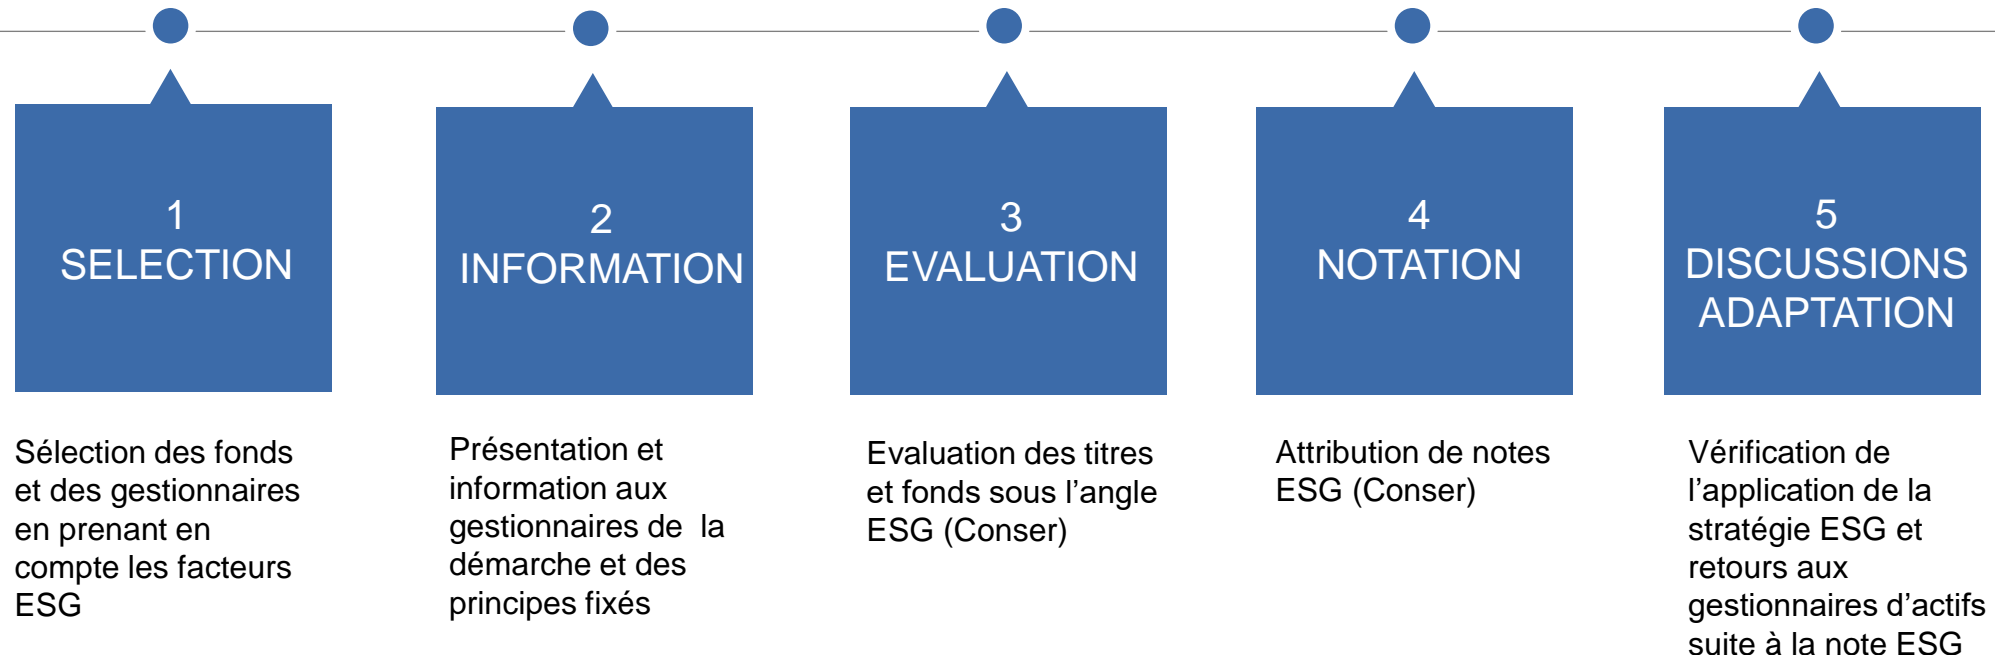 1
SELECTION
Sélection des fonds
et des gestionnaires
en prenant en
compte les facteurs
ESG
2
INFORMATION
Présentation et
information aux
gestionnaires de  la
démarche et des
principes fixés
3
EVALUATION
Evaluation des titres
et fonds sous l’angle
ESG (Conser)
4
NOTATION
Attribution de notes
ESG (Conser)
5
DISCUSSIONS
ADAPTATION
Vérification de
l’application de la
stratégie ESG et
retours aux
gestionnaires d’actifs
suite à la note ESG